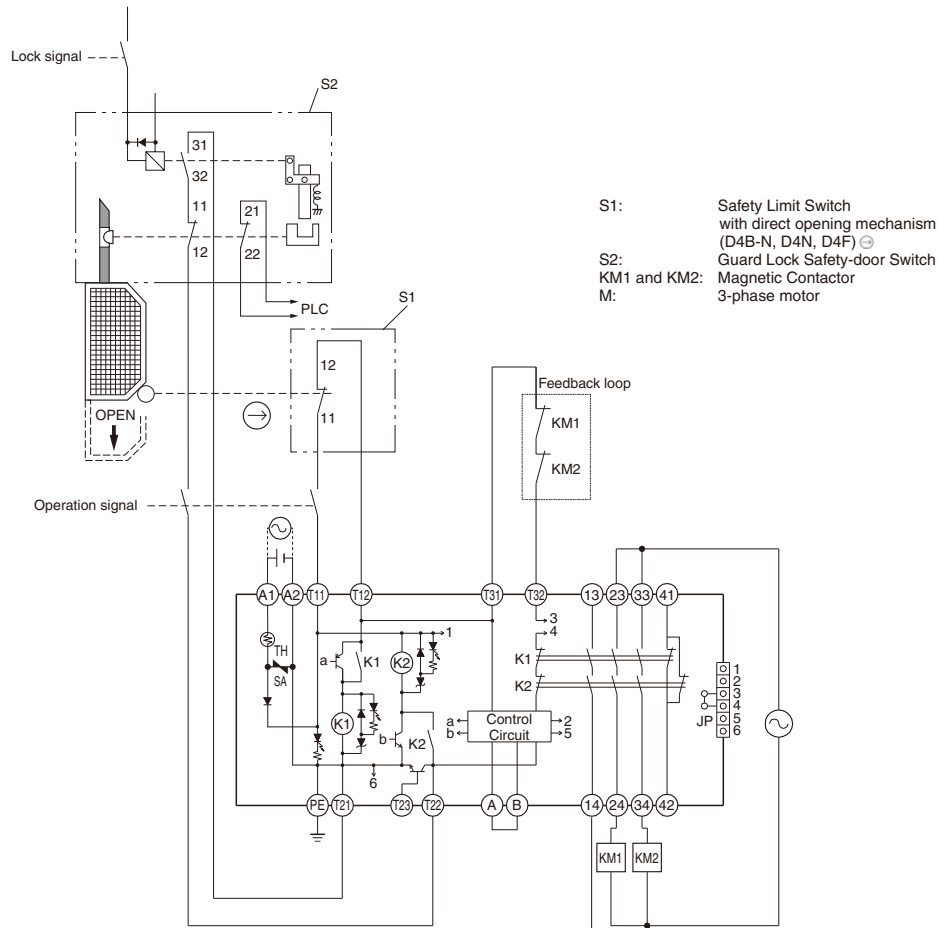 Lock signal
S2
31
32
11
12
21
22
PLC
S1:
Safety Limit Switch
with direct opening mechanism
(D4B-N, D4N, D4F)
S2:
Guard Lock Safety-door Switch
KM1 and KM2:
Magnetic Contactor
M:
3-phase motor
S1
12
11
OPEN
Feedback loop
KM1
KM2
Operation signal
A1
A2
T11
T12
T31
T32
13
23
33
41
TH
SA
a
K1
K2
1
3
4
K1
K2
K1
b
K2
6
a
b
Control
Circuit
2
5
JP
1
2
3
4
5
6
PE
T21
T23
T22
A
B
14
24
34
42
KM1
KM2